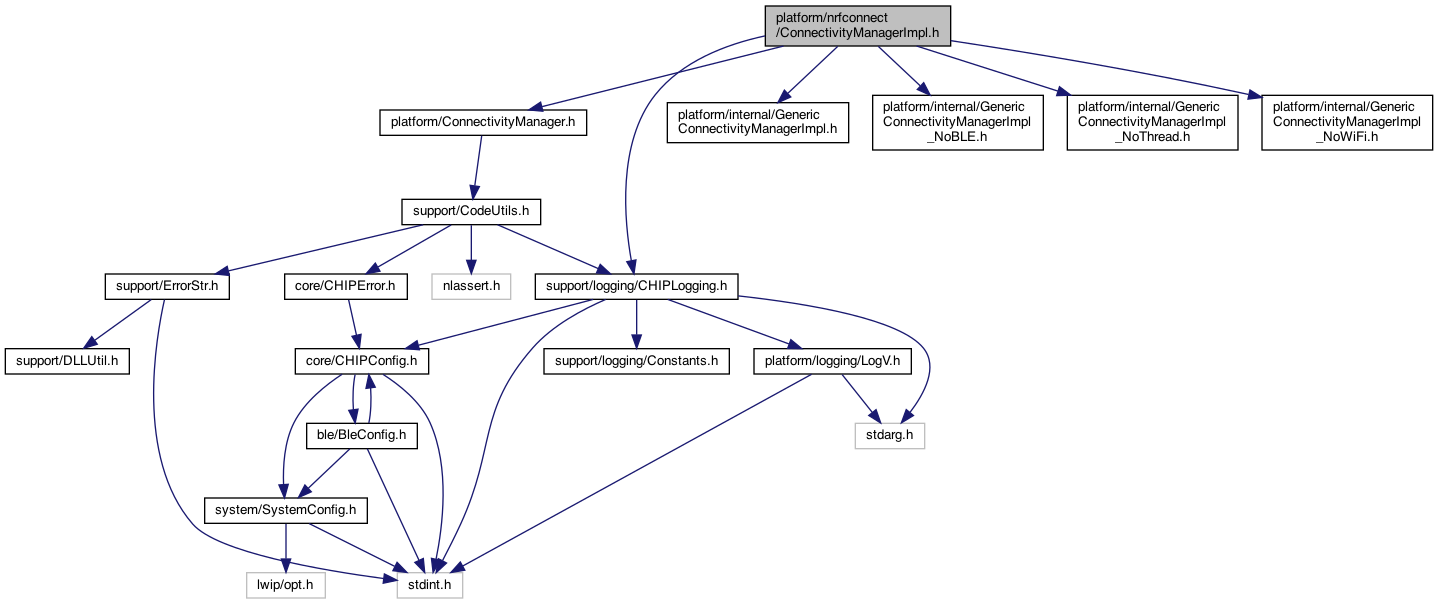 platform/nrfconnect
/ConnectivityManagerImpl.h
platform/ConnectivityManager.h
platform/internal/Generic
ConnectivityManagerImpl.h
platform/internal/Generic
ConnectivityManagerImpl
_NoBLE.h
platform/internal/Generic
ConnectivityManagerImpl
_NoThread.h
platform/internal/Generic
ConnectivityManagerImpl
_NoWiFi.h
support/CodeUtils.h
support/ErrorStr.h
core/CHIPError.h
nlassert.h
support/logging/CHIPLogging.h
support/DLLUtil.h
core/CHIPConfig.h
support/logging/Constants.h
platform/logging/LogV.h
ble/BleConfig.h
stdarg.h
system/SystemConfig.h
lwip/opt.h
stdint.h